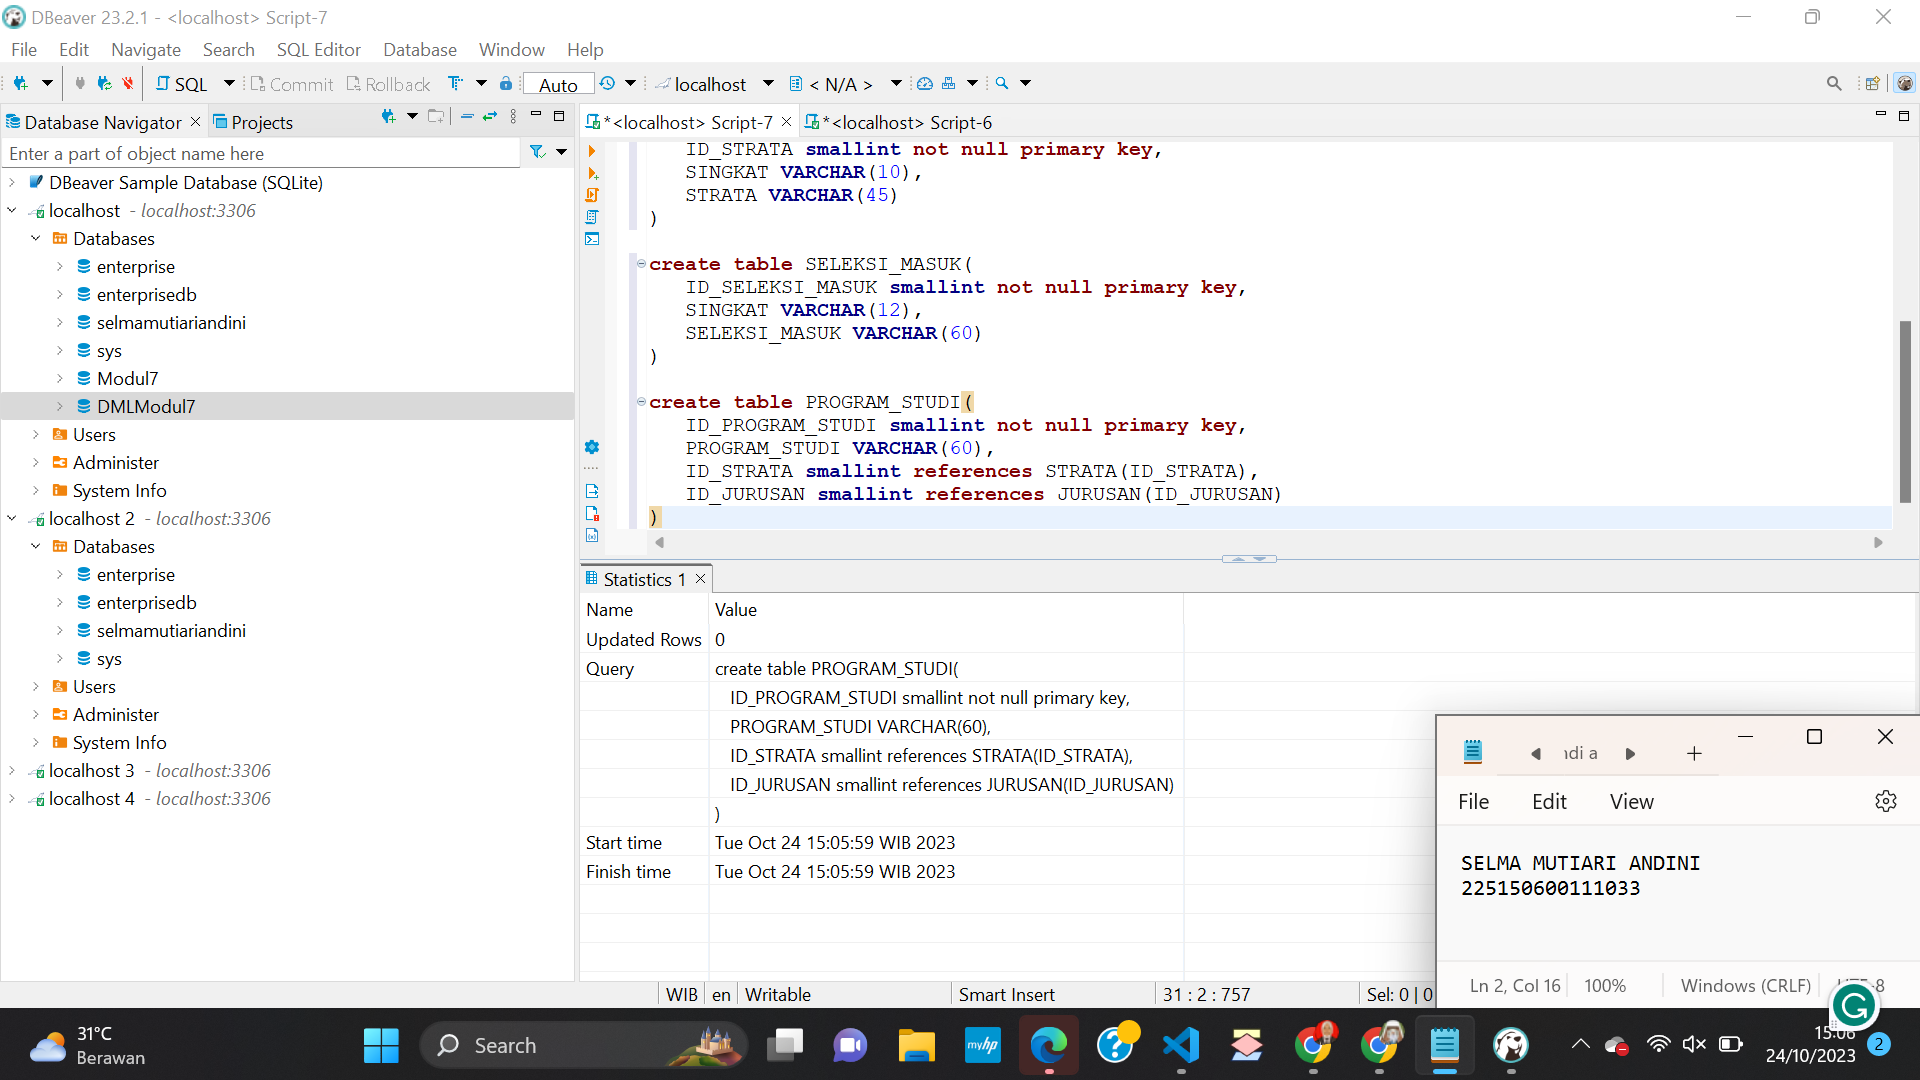 DBeaver 23.2.1 - <localhost> Script-7
File Edit Navigate Search SQL Editor Database Window Help
SQL Commit Rollback Auto localhost < N/A >
Database Navigator Projects
Enter a part of object name here
DBeaver Sample Database (SQLite)
localhost - localhost:3306
Databases
enterprise
enterprisedb
selmamutiariandini
sys
Modul7
DMLModul7
Users
Administer
System Info
localhost 2 - localhost:3306
Databases
enterprise
enterprisedb
selmamutiariandini
sys
Users
Administer
System Info
localhost 3 - localhost:3306
localhost 4 - localhost:3306
*<localhost> Script-7 *<localhost> Script-6
ID_STRATA smallint not null primary key,
SINGKAT VARCHAR(10),
STRATA VARCHAR(45)
)
create table SELEKSI_MASUK(
ID_SELEKSI_MASUK smallint not null primary key,
SINGKAT VARCHAR(12),
SELEKSI_MASUK VARCHAR(60)
)
create table PROGRAM_STUDI(
ID_PROGRAM_STUDI smallint not null primary key,
PROGRAM_STUDI VARCHAR(60),
ID_STRATA smallint references STRATA(ID_STRATA),
ID_JURUSAN smallint references JURUSAN(ID_JURUSAN)
)
Statistics 1
Name Value
Updated Rows 0
Query create table PROGRAM_STUDI(
ID_PROGRAM_STUDI smallint not null primary key,
PROGRAM_STUDI VARCHAR(60),
ID_STRATA smallint references STRATA(ID_STRATA),
ID_JURUSAN smallint references JURUSAN(ID_JURUSAN)
)
Start time Tue Oct 24 15:05:59 WIB 2023
Finish time Tue Oct 24 15:05:59 WIB 2023
WIB en Writable Smart Insert 31 : 2 : 757 Sel: 0 | 0
ndi a
File Edit View
SELMA MUTIARI ANDINI
225150600111033
Ln 2, Col 16 100% Windows (CRLF) UTF-8
31°C
Berawan
Search
myhp
15:06
24/10/2023
2